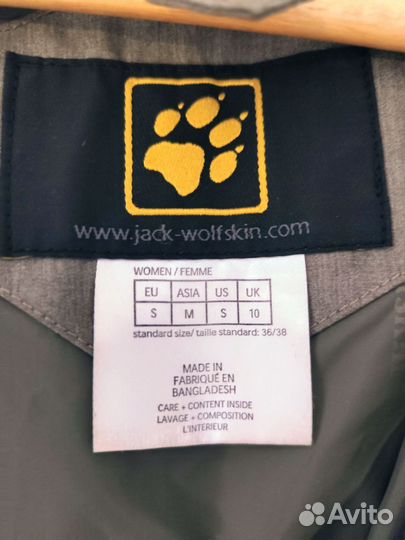 www.jack-wolfskin.com
WOMEN / FEMME
EU ASIA US UK
S M S 10
standard size/ taille standard: 36/38
MADE IN
FABRIQUÉ EN
BANGLADESH
CARE + CONTENT INSIDE
LAVAGE + COMPOSITION
L'INTERIEUR
Avito